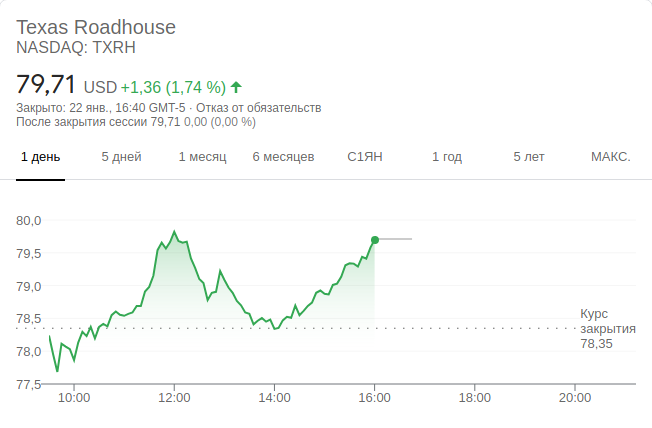 Texas Roadhouse
NASDAQ: TXRH
79,71 USD +1,36 (1,74 %)
Закрыто: 22 янв., 16:40 GMT-5 · Отказ от обязательств
После закрытия сессии 79,71 0,00 (0,00 %)
1 день 5 дней 1 месяц 6 месяцев С1ЯН 1 год 5 лет МАКС.
80,0
79,5
79,0
78,5
Курс
закрытия
78,35
78,0
77,5
10:00 12:00 14:00 16:00 18:00 20:00